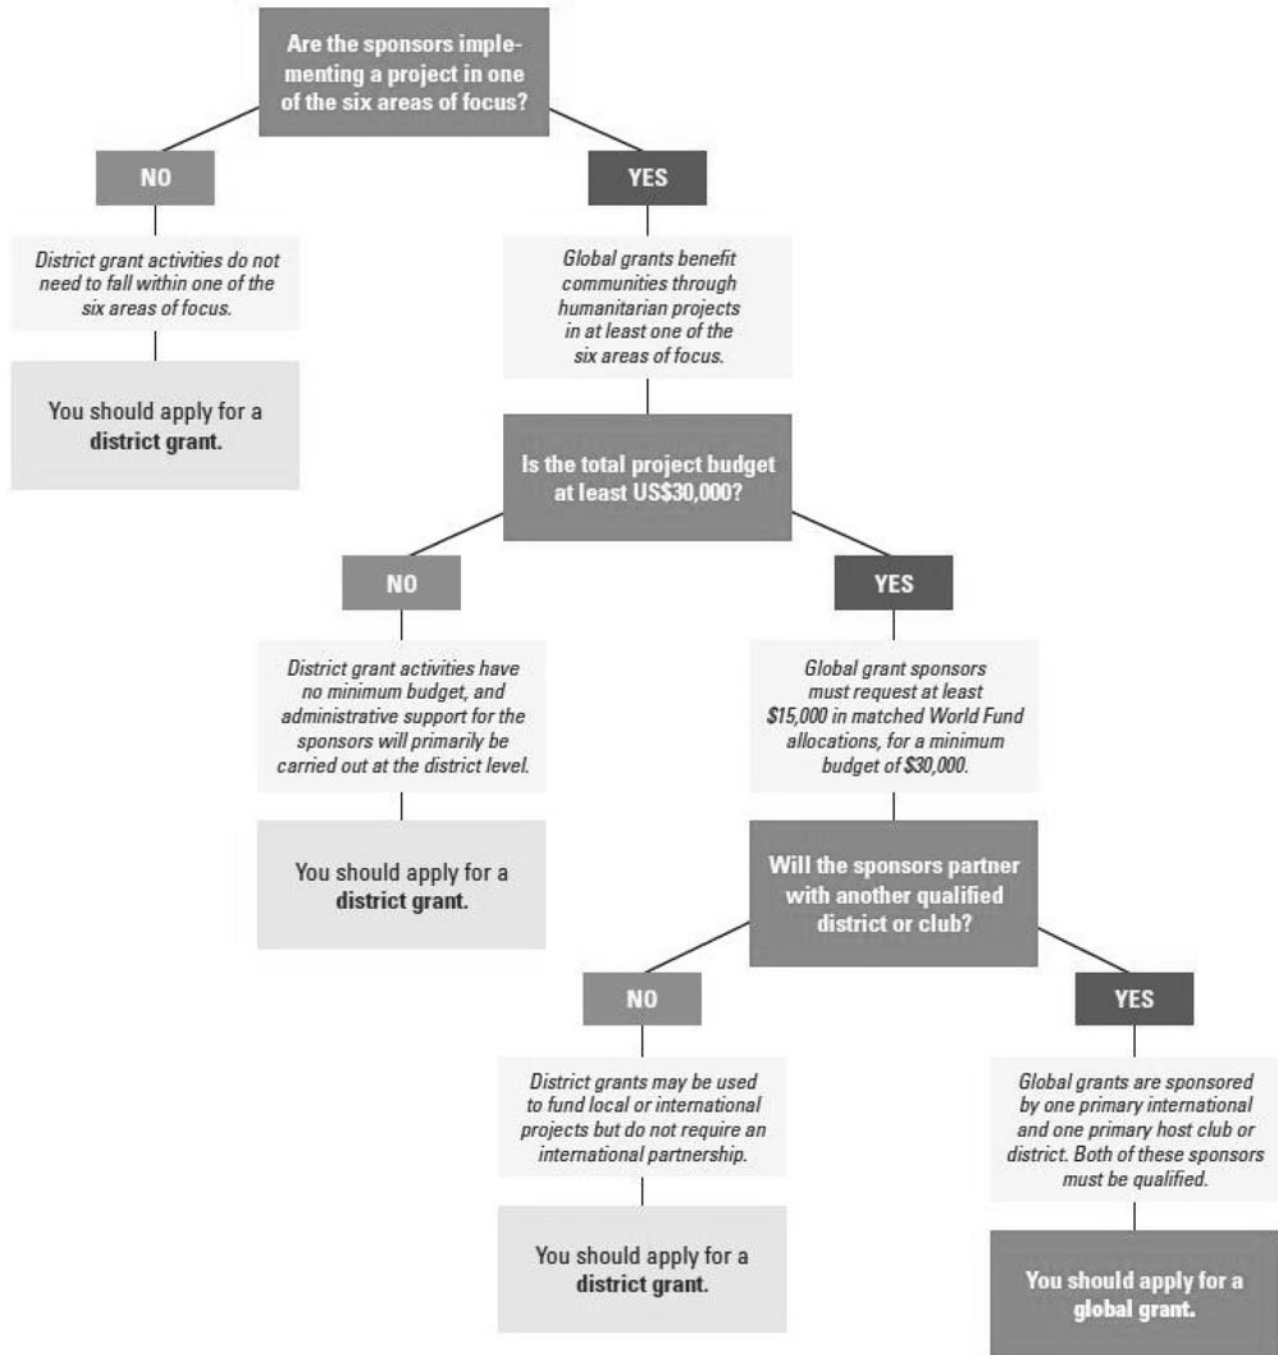 Are the sponsors imple-
menting a project in one
of the six areas of focus?
NO
YES
District grant activities do not
need to fall within one of the
six areas of focus.
Global grants benefit
communities through
humanitarian projects
in at least one of the
six areas of focus.
You should apply for a
district grant.
Is the total project budget
at least US$30,000?
NO
YES
District grant activities have
no minimum budget, and
administrative support for the
sponsors will primarily be
carried out at the district level.
Global grant sponsors
must request at least
$15,000 in matched World Fund
allocations, for a minimum
budget of $30,000.
You should apply for a
district grant.
Will the sponsors partner
with another qualified
district or club?
NO
YES
District grants may be used
to fund local or international
projects but do not require an
international partnership.
Global grants are sponsored
by one primary international
and one primary host club or
district. Both of these sponsors
must be qualified.
You should apply for a
district grant.
You should apply for a
global grant.